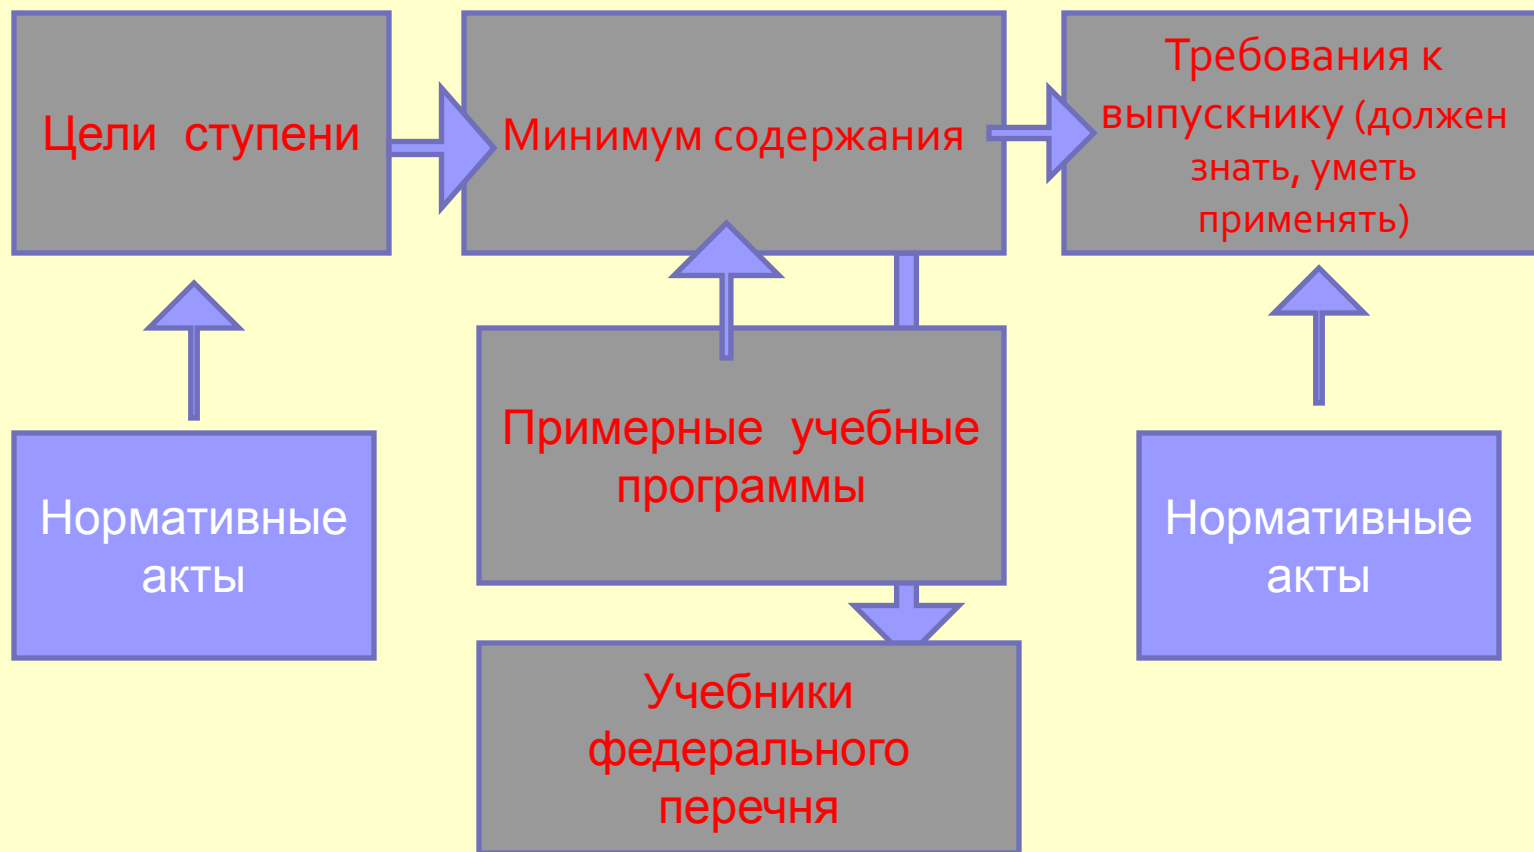 Цели ступени
Минимум содержания
Требования к
выпускнику (должен
знать, уметь
применять)
Нормативные
акты
Примерные учебные
программы
Нормативные
акты
Учебники
федерального
перечня